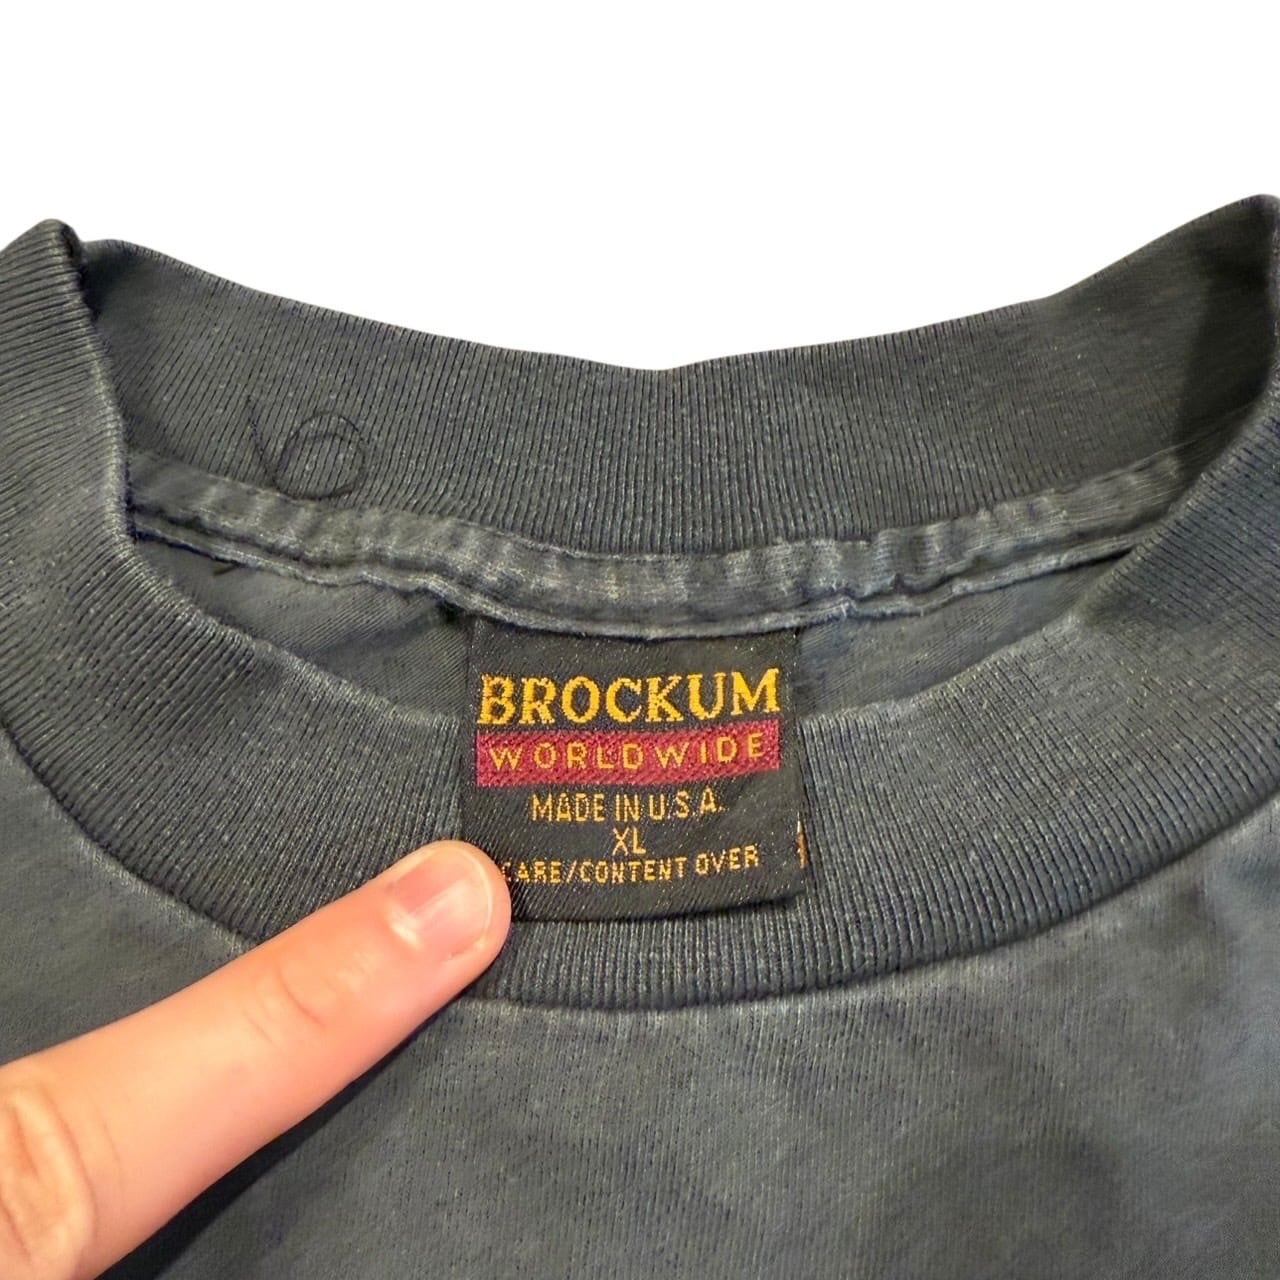 BROCKUM
WORLDWIDE
MADE IN U.S.A.
XL
CARE/CONTENT OVER